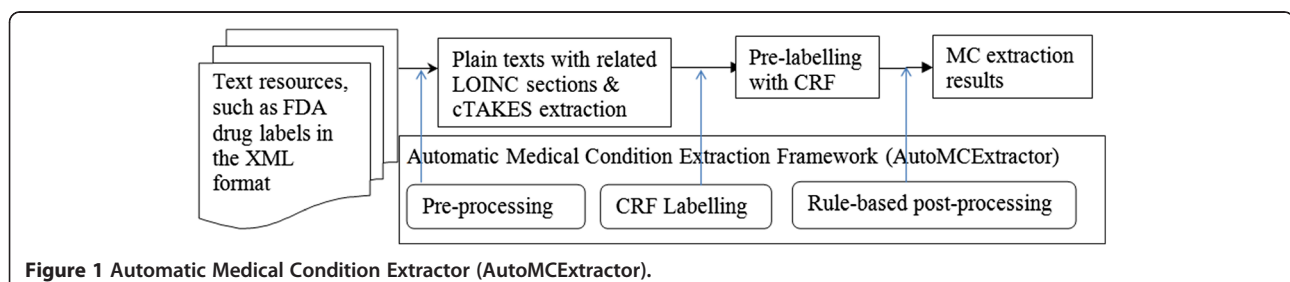 Text resources,
such as FDA
drug labels in
the XML
format
Plain texts with related
LOINC sections &
cTAKES extraction
Pre-labelling
with CRF
MC extraction
results
Automatic Medical Condition Extraction Framework (AutoMCExtractor)
Pre-processing
CRF Labelling
Rule-based post-processing
Figure 1 Automatic Medical Condition Extractor (AutoMCExtractor).